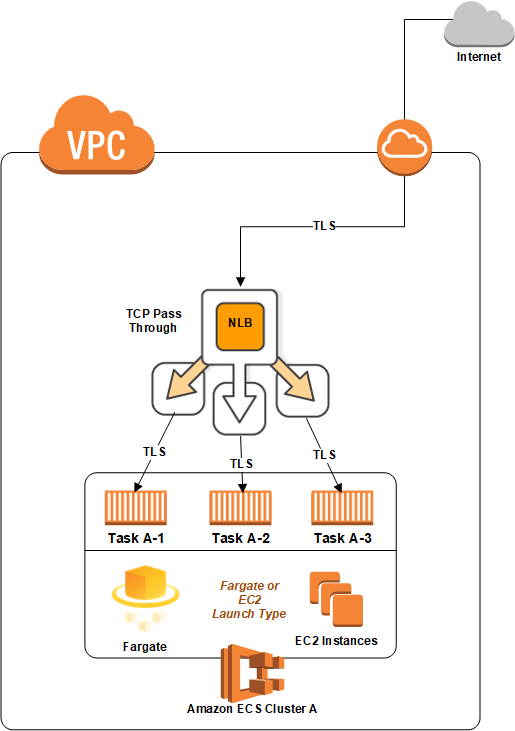 Internet
VPC
TLS
TCP Pass
Through
NLB
TLS
TLS
TLS
Task A-1
Task A-2
Task A-3
Fargate or
EC2
Launch Type
Fargate
EC2 Instances
Amazon ECS Cluster A